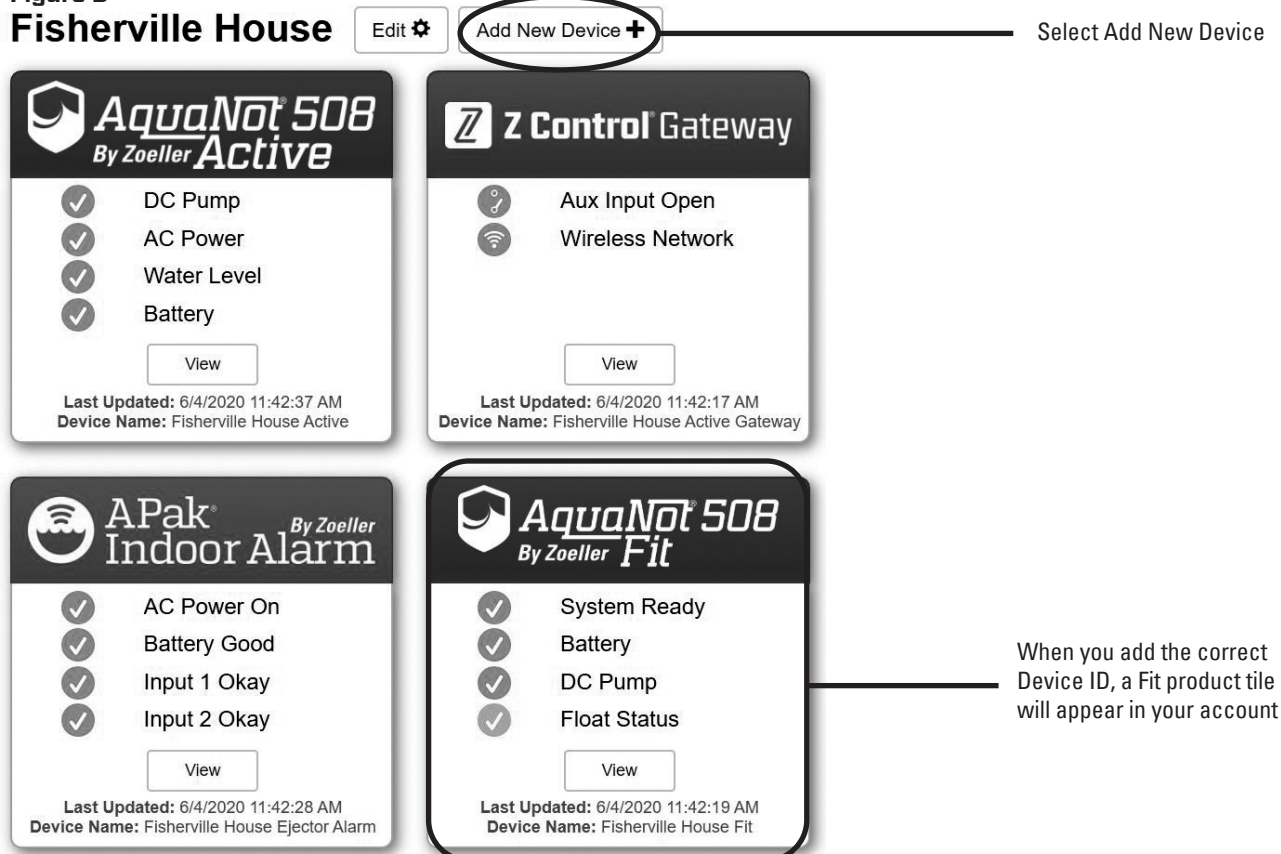 Fisherville House
Edit
Add New Device
Select Add New Device
AquaNot® 508
By Zoeller Active
DC Pump
AC Power
Water Level
Battery
View
Last Updated: 6/4/2020 11:42:37 AM
Device Name: Fisherville House Active
Z Control® Gateway
Aux Input Open
Wireless Network
View
Last Updated: 6/4/2020 11:42:17 AM
Device Name: Fisherville House Active Gateway
APak® By Zoeller
Indoor Alarm
AC Power On
Battery Good
Input 1 Okay
Input 2 Okay
View
Last Updated: 6/4/2020 11:42:28 AM
Device Name: Fisherville House Ejector Alarm
AquaNot® 508
By Zoeller Fit
System Ready
Battery
DC Pump
Float Status
View
Last Updated: 6/4/2020 11:42:19 AM
Device Name: Fisherville House Fit
When you add the correct
Device ID, a Fit product tile
will appear in your account